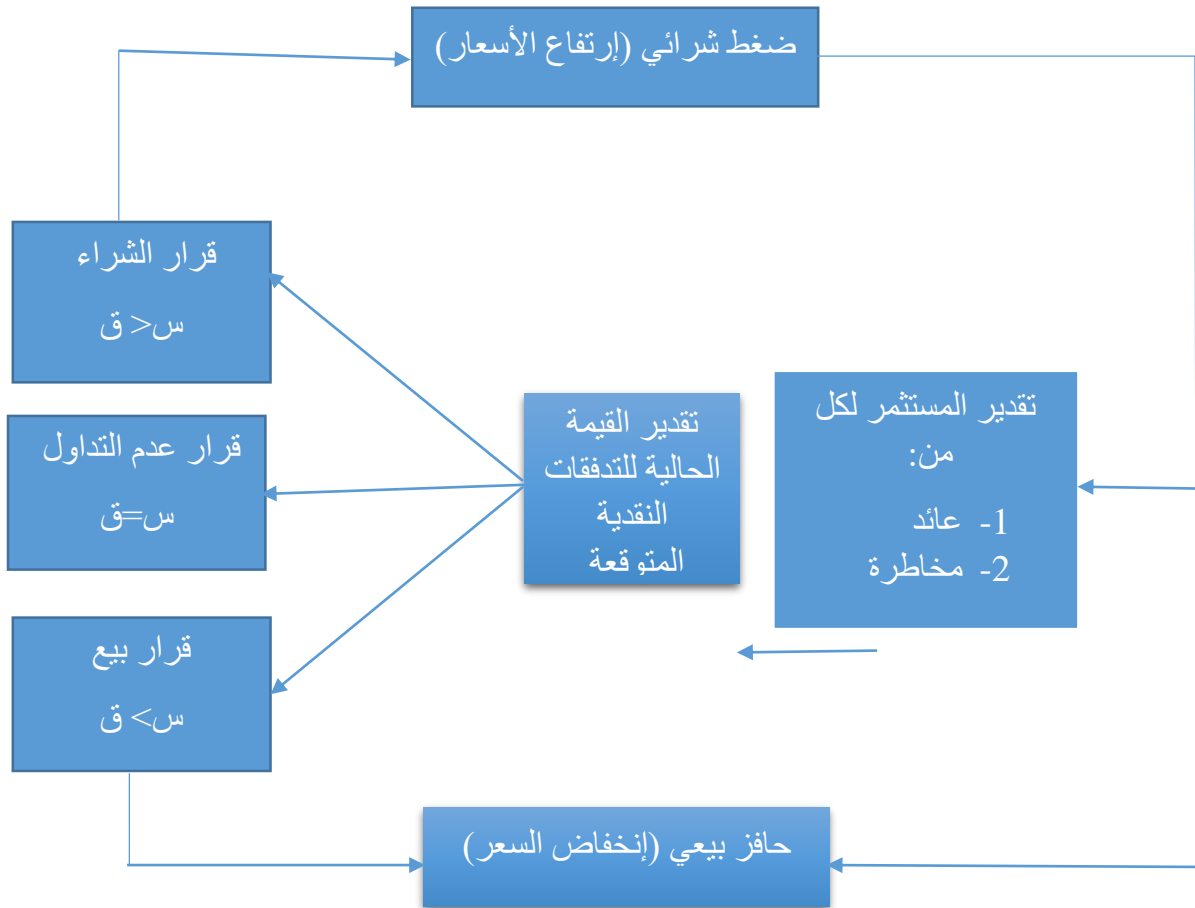 ضغط شرائي (إرتفاع الأسعار)
قرار الشراء
س< ق
تقدير المستثمر لكل
من:
1- عائد
2- مخاطرة
تقدير القيمة
الحالية للتدفقات
النقدية
المتوقعة
قرار عدم التداول
س=ق
قرار بيع
س> ق
حافز بيعي (إنخفاض السعر)